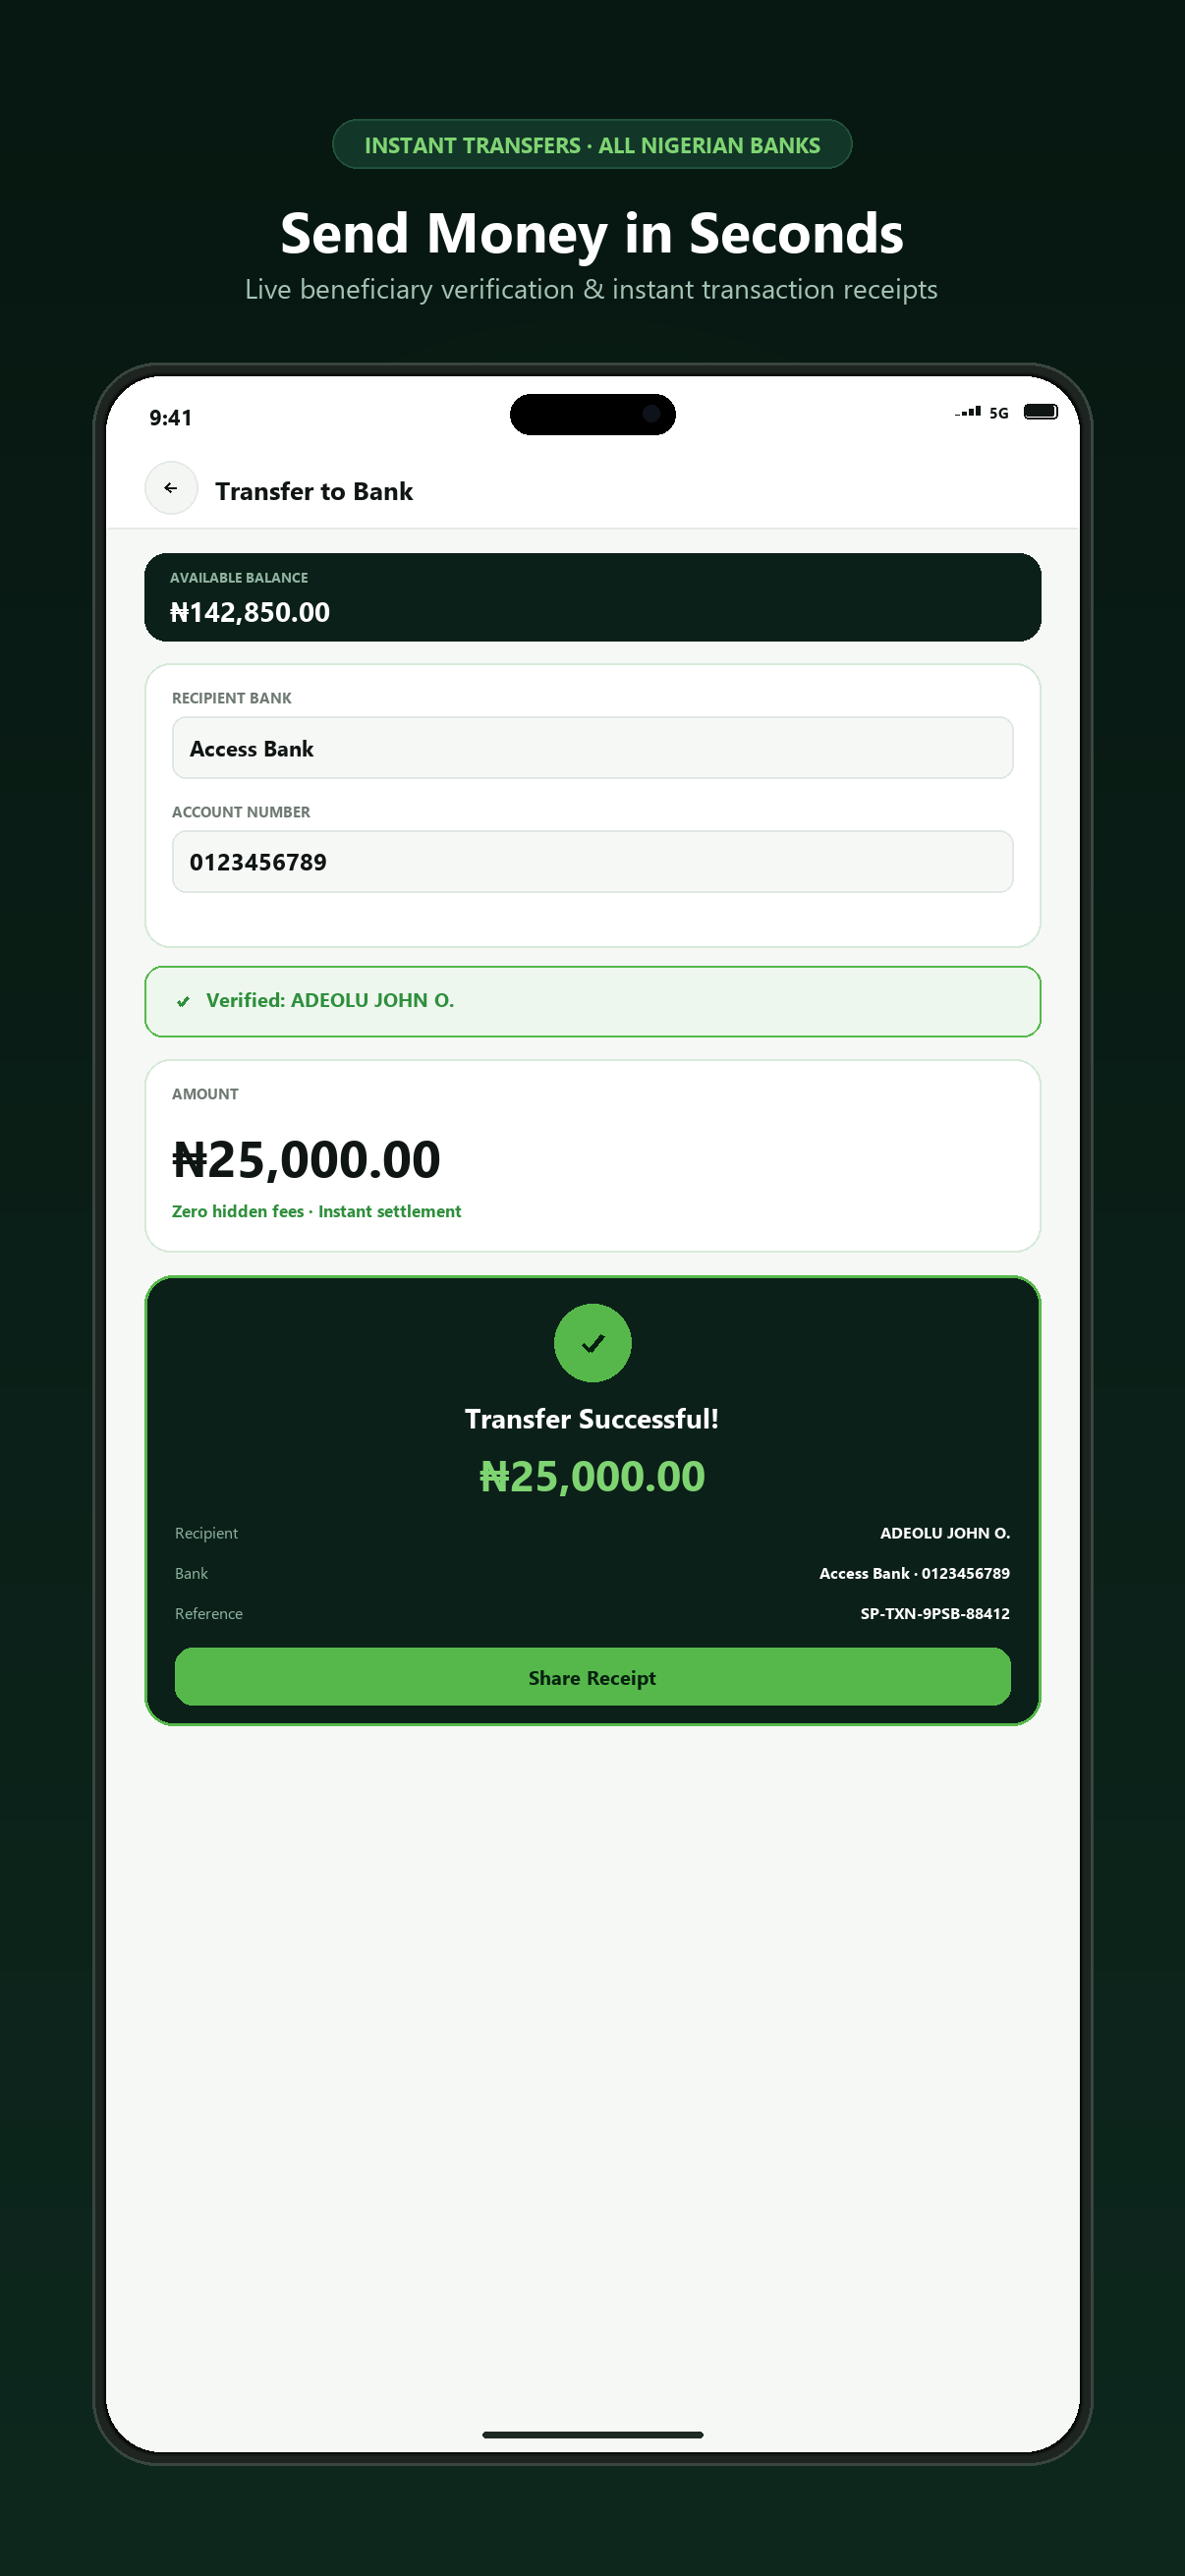 INSTANT TRANSFERS · ALL NIGERIAN BANKS
Send Money in Seconds
Live beneficiary verification & instant transaction receipts
9:41
5G
Transfer to Bank
AVAILABLE BALANCE
₦142,850.00
RECIPIENT BANK
Access Bank
ACCOUNT NUMBER
0123456789
Verified: ADEOLU JOHN O.
AMOUNT
₦25,000.00
Zero hidden fees · Instant settlement
Transfer Successful!
₦25,000.00
Recipient ADEOLU JOHN O.
Bank Access Bank · 0123456789
Reference SP-TXN-9PSB-88412
Share Receipt